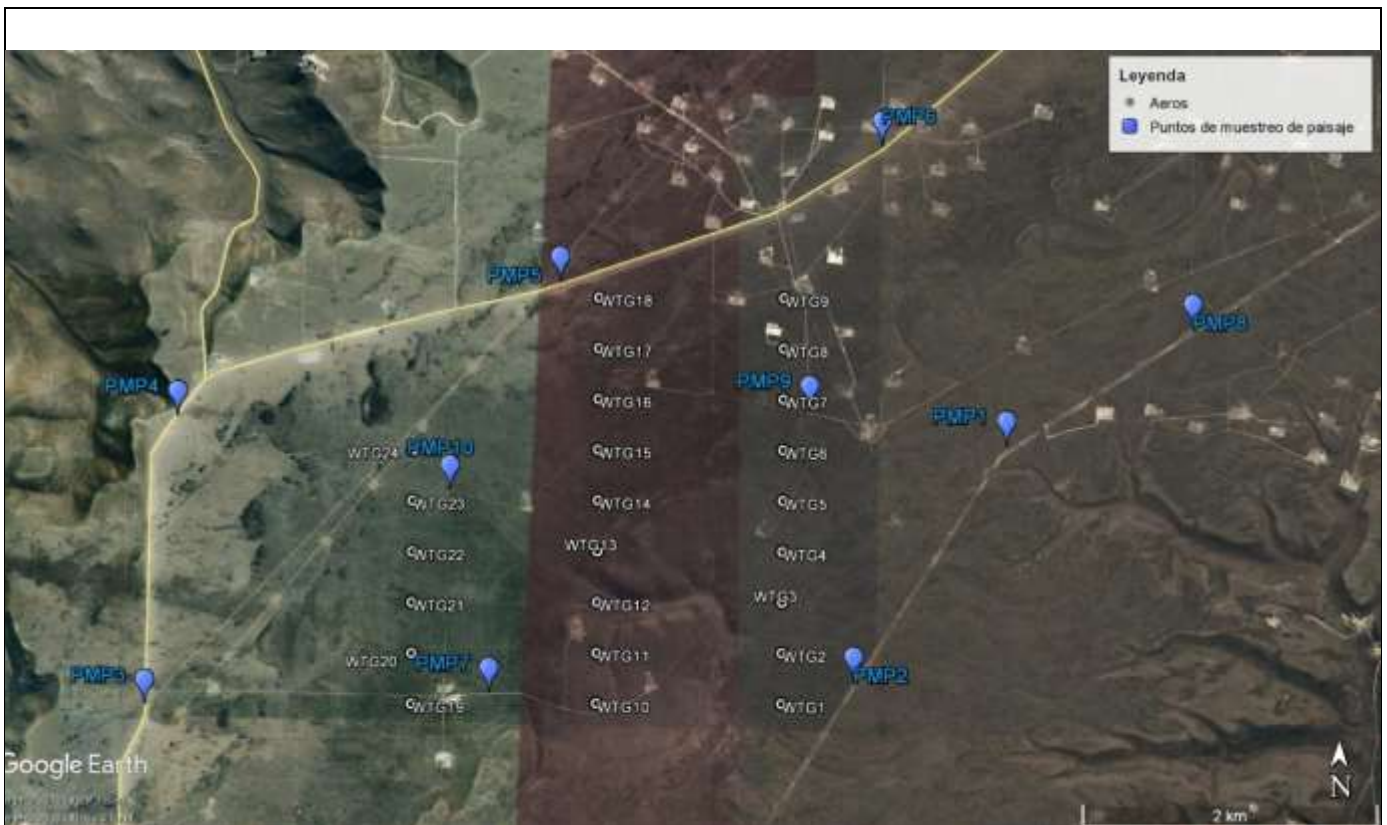 Leyenda
Aeros
Puntos de muestreo de paisaje
PMP6
PMP5
WTG18
WTG9
PMP8
WTG17
WTG8
PMP4
PMP9
WTG16
WTG7
PMP1
WTG24
PMP10
WTG15
WTG6
WTG23
WTG14
WTG5
WTG13
WTG22
WTG4
WTG21
WTG12
WTG3
WTG20
PMP7
WTG11
WTG2
PMP2
PMP3
WTG19
WTG10
WTG1
Google Earth
N
2 km